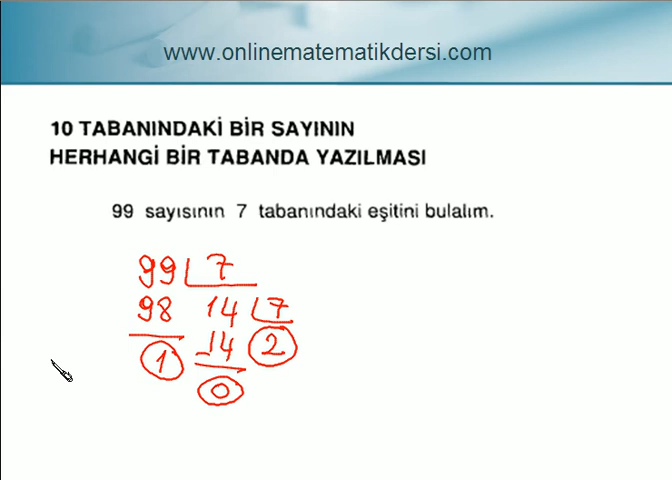 www.onlinematematikdersi.com
10 TABANINDAKİ BİR SAYININ
HERHANGİ BİR TABANDA YAZILMASI
99 sayısının 7 tabanındaki eşitini bulalım.
99 7
98 14 7
1 -14 2
0